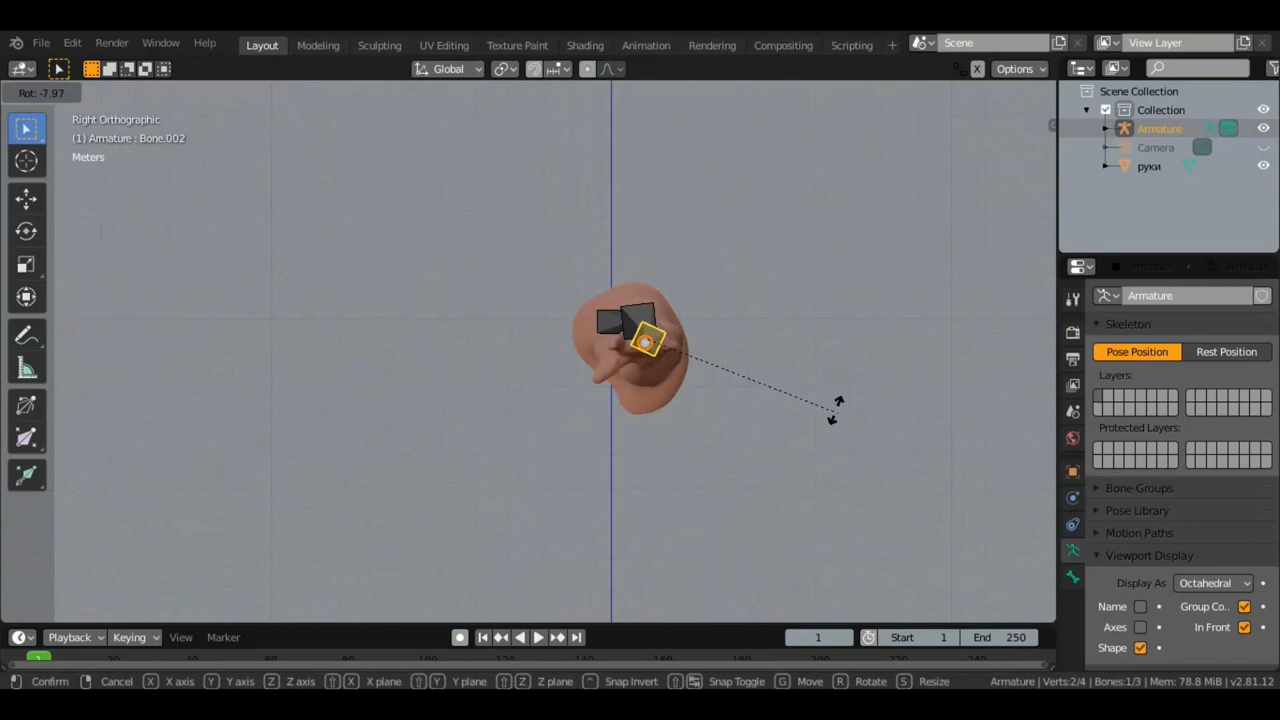 File Edit Render Window Help Layout Modeling Sculpting UV Editing Texture Paint Shading Animation Rendering Compositing Scripting + Scene View Layer
Global X Options
Rot: -7.97
Right Orthographic
(1) Armature : Bone.002
Meters
Scene Collection
Collection
Armature
Camera
руки
Armature
Skeleton
Pose Position Rest Position
Layers:
Protected Layers:
Bone Groups
Pose Library
Motion Paths
Viewport Display
Display As Octahedral
Name Group Co..
Axes In Front
Shape
Playback Keying View Marker 1 Start 1 End 250
1
Confirm Cancel X X axis Y Y axis Z Z axis X X plane Y Y plane Z Z plane ^ Snap Invert Snap Toggle G Move R Rotate S Resize Armature | Verts:2/4 | Bones:1/3 | Mem: 78.8 MiB | v2.81.12